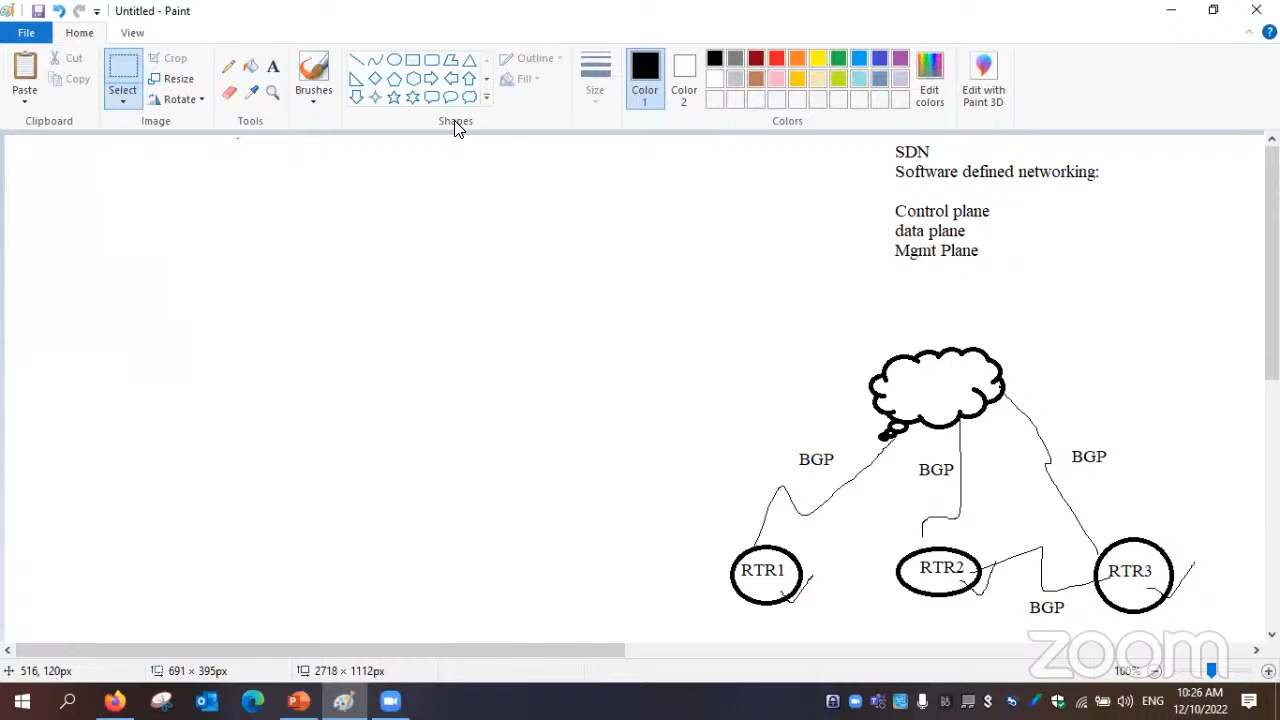 Untitled - Paint
File Home View
Paste
Cut
Copy
Clipboard
Select
Crop
Resize
Rotate
Image
A
Tools
Brushes
Shapes
Outline
Fill
Size
Color 1
Color 2
Colors
Edit colors
Edit with Paint 3D
SDN
Software defined networking:
Control plane
data plane
Mgmt Plane
BGP
BGP
BGP
RTR1
RTR2
RTR3
BGP
zoom
516, 120px
691 × 395px
2718 × 1112px
100%
ENG
10:26 AM
12/10/2022